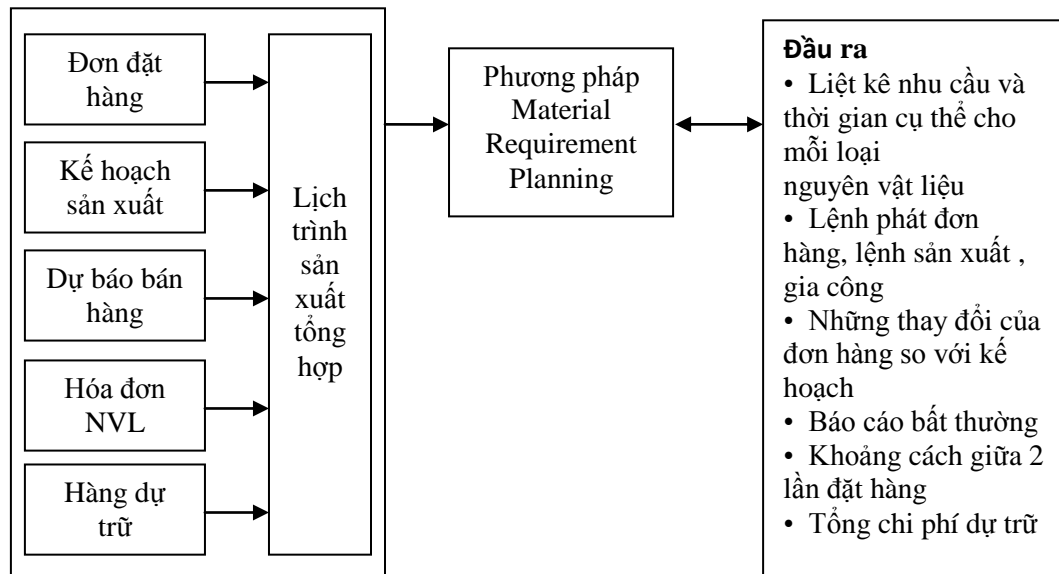 Đơn đặt
hàng
Kế hoạch
sản xuất
Dự báo bán
hàng
Hóa đơn
NVL
Hàng dự
trữ
Lịch
trình
sản
xuất
tổng
hợp
Phương pháp
Material
Requirement
Planning
Đầu ra
• Liệt kê nhu cầu và
thời gian cụ thể cho
mỗi loại
nguyên vật liệu
• Lệnh phát đơn
hàng, lệnh sản xuất ,
gia công
• Những thay đổi của
đơn hàng so với kế
hoạch
• Báo cáo bất thường
• Khoảng cách giữa 2
lần đặt hàng
• Tổng chi phí dự trữ